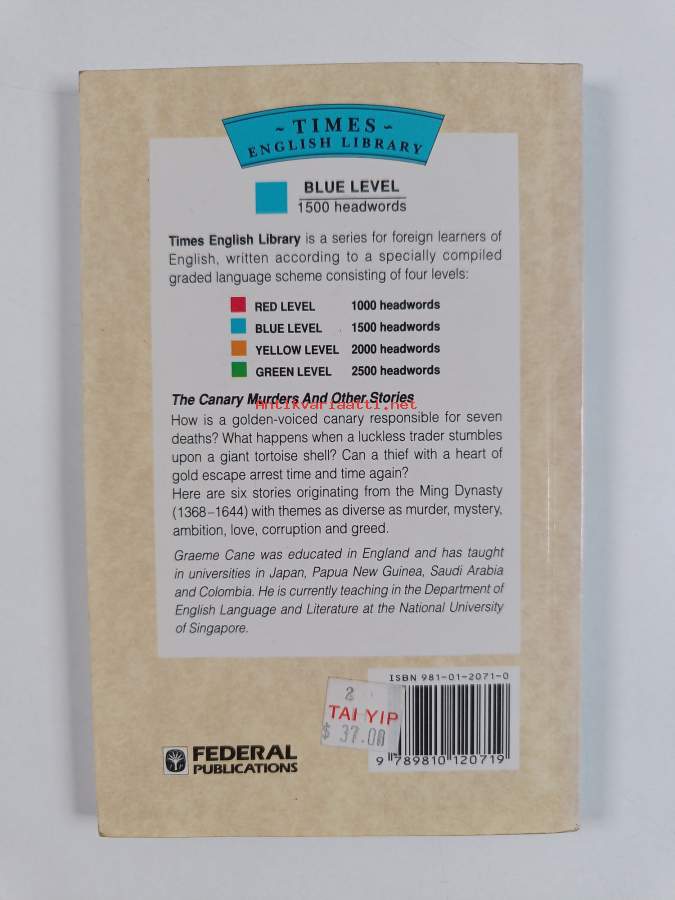 ~ TIMES ~
ENGLISH LIBRARY
BLUE LEVEL
1500 headwords
Times English Library is a series for foreign learners of
English, written according to a specially compiled
graded language scheme consisting of four levels:
RED LEVEL 1000 headwords
BLUE LEVEL 1500 headwords
YELLOW LEVEL 2000 headwords
GREEN LEVEL 2500 headwords
The Canary Murders And Other Stories
Antikvariaatti.net
How is a golden-voiced canary responsible for seven
deaths? What happens when a luckless trader stumbles
upon a giant tortoise shell? Can a thief with a heart of
gold escape arrest time and time again?
Here are six stories originating from the Ming Dynasty
(1368–1644) with themes as diverse as murder, mystery,
ambition, love, corruption and greed.
Graeme Cane was educated in England and has taught
in universities in Japan, Papua New Guinea, Saudi Arabia
and Colombia. He is currently teaching in the Department of
English Language and Literature at the National University
of Singapore.
ISBN 981-01-2071-0
2
TAI YIP
$ 37.08
9 789810 120719
FEDERAL
PUBLICATIONS